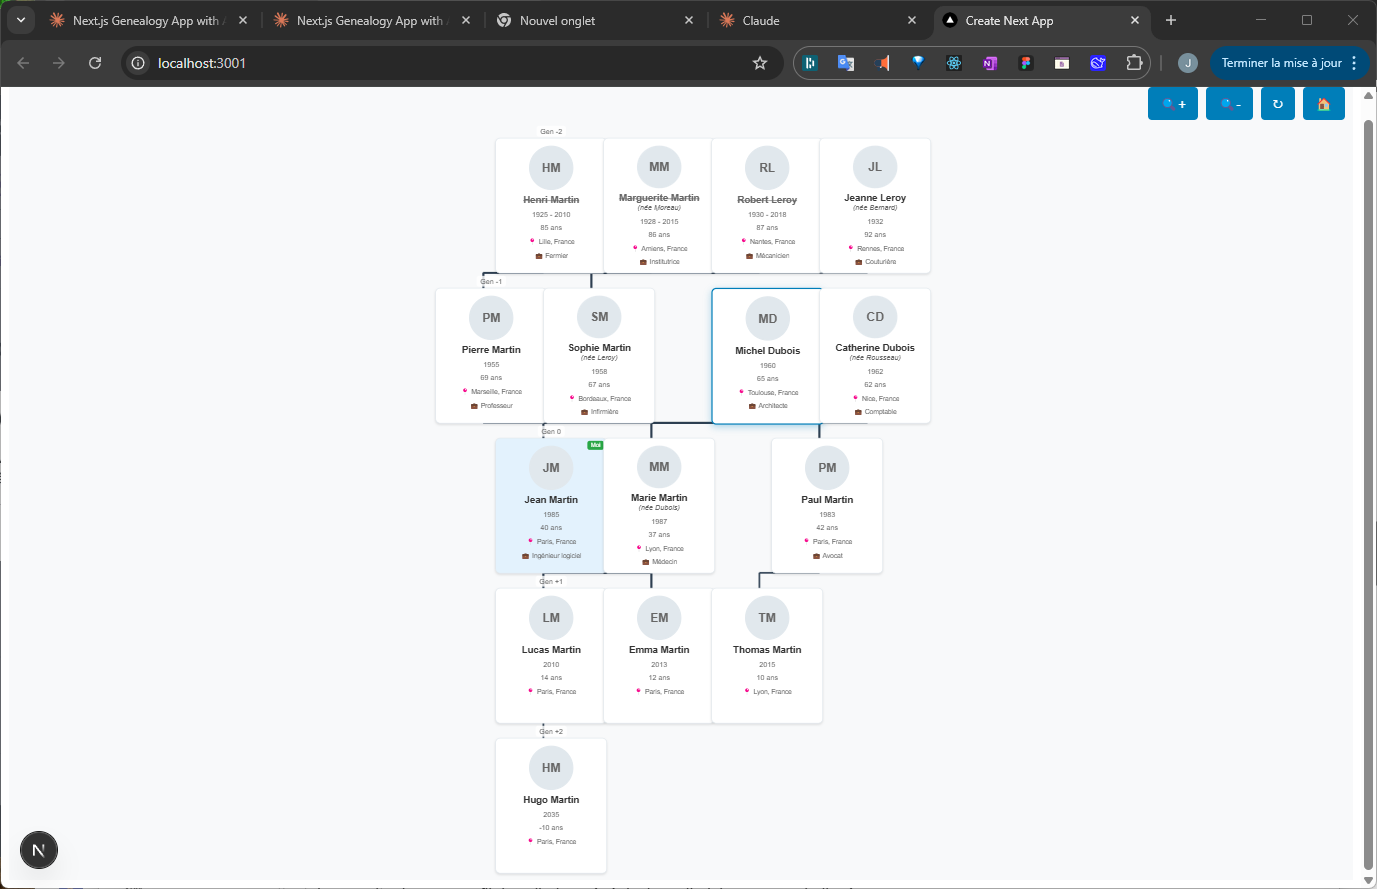 Next.js Genealogy App with
Next.js Genealogy App with
Nouvel onglet
Claude
Create Next App
localhost:3001
J
Terminer la mise à jour
+
-
Gen -2
HM
Henri Martin
1925 - 2010
85 ans
Lille, France
Fermier
MM
Marguerite Martin
(née Moreau)
1928 - 2015
86 ans
Amiens, France
Institutrice
RL
Robert Leroy
1930 - 2018
87 ans
Nantes, France
Mécanicien
JL
Jeanne Leroy
(née Bernard)
1932
92 ans
Rennes, France
Couturière
Gen -1
PM
Pierre Martin
1955
69 ans
Marseille, France
Professeur
SM
Sophie Martin
(née Leroy)
1958
67 ans
Bordeaux, France
Infirmière
MD
Michel Dubois
1960
65 ans
Toulouse, France
Architecte
CD
Catherine Dubois
(née Rousseau)
1962
62 ans
Nice, France
Comptable
Gen 0
Moi
JM
Jean Martin
1985
40 ans
Paris, France
Ingénieur logiciel
MM
Marie Martin
(née Dubois)
1987
37 ans
Lyon, France
Médecin
PM
Paul Martin
1983
42 ans
Paris, France
Avocat
Gen +1
LM
Lucas Martin
2010
14 ans
Paris, France
EM
Emma Martin
2013
12 ans
Paris, France
TM
Thomas Martin
2015
10 ans
Lyon, France
Gen +2
HM
Hugo Martin
2035
-10 ans
Paris, France
N